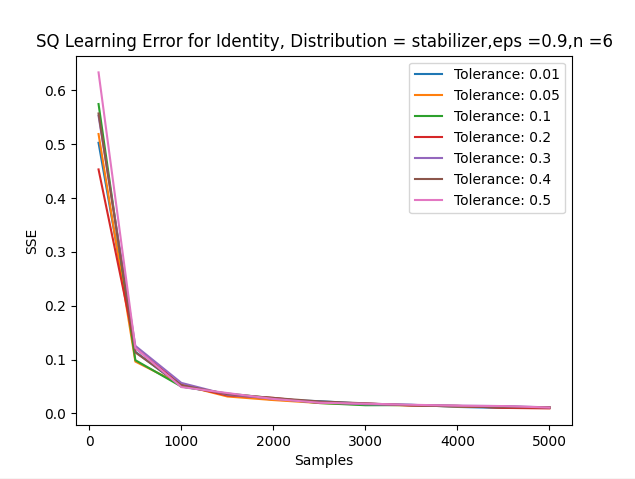 SQ Learning Error for Identity, Distribution = stabilizer,eps =0.9,n =6
Tolerance: 0.01
Tolerance: 0.05
Tolerance: 0.1
Tolerance: 0.2
Tolerance: 0.3
Tolerance: 0.4
Tolerance: 0.5
SSE
0.6
0.5
0.4
0.3
0.2
0.1
0.0
0 1000 2000 3000 4000 5000
Samples